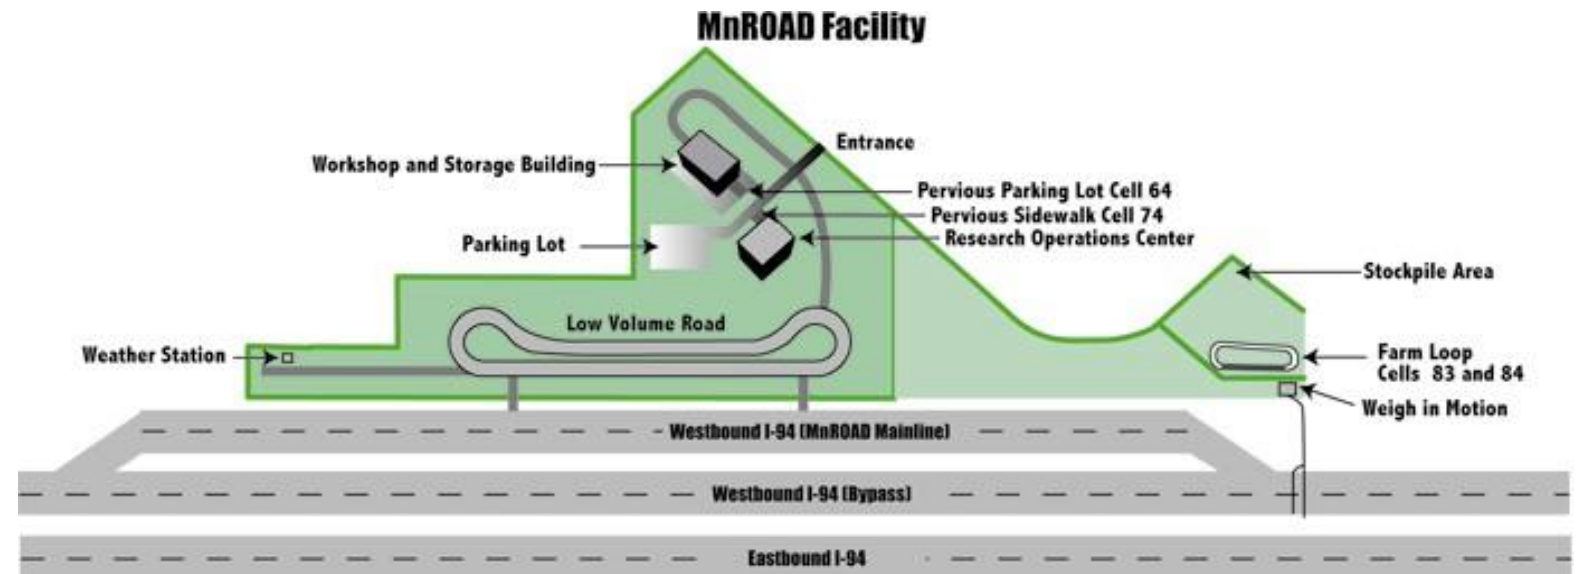 MnROAD Facility
Entrance
Workshop and Storage Building
Pervious Parking Lot Cell 64
Pervious Sidewalk Cell 74
Parking Lot
Research Operations Center
Stockpile Area
Low Volume Road
Weather Station
Farm Loop
Cells 83 and 84
Weigh in Motion
Westbound I-94 (MnROAD Mainline)
Westbound I-94 (Bypass)
Eastbound I-94